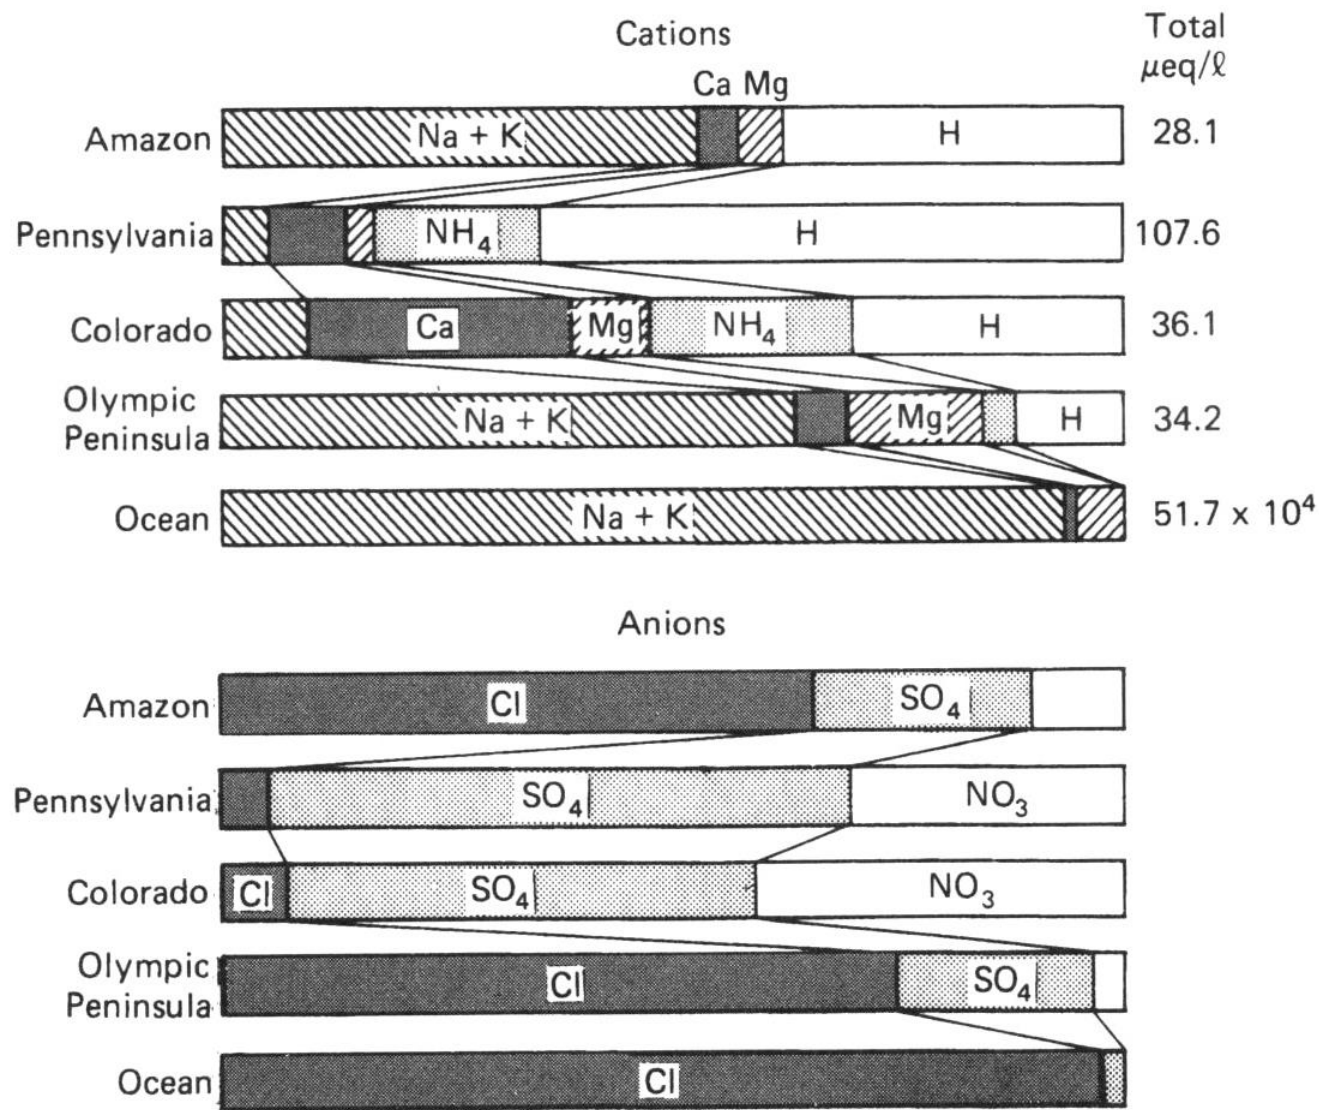 Cations
Total
μeq/ℓ
Ca Mg
Amazon Na + K H 28.1
Pennsylvania NH₄ H 107.6
Colorado Ca Mg NH₄ H 36.1
Olympic
Peninsula Na + K Mg H 34.2
Ocean Na + K 51.7 x 10⁴
Anions
Amazon Cl SO₄
Pennsylvania SO₄ NO₃
Colorado Cl SO₄ NO₃
Olympic
Peninsula Cl SO₄
Ocean Cl